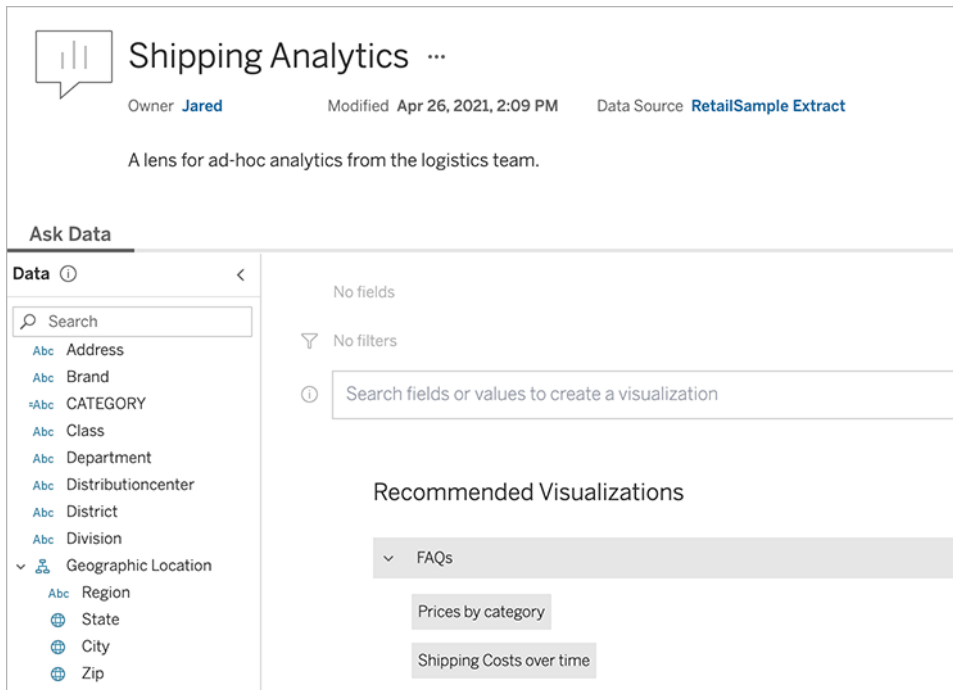 Shipping Analytics ···
Owner Jared Modified Apr 26, 2021, 2:09 PM Data Source RetailSample Extract
A lens for ad-hoc analytics from the logistics team.
Ask Data
Data
Search
Abc Address
Abc Brand
=Abc CATEGORY
Abc Class
Abc Department
Abc Distributioncenter
Abc District
Abc Division
Geographic Location
Abc Region
State
City
Zip
No fields
No filters
Search fields or values to create a visualization
Recommended Visualizations
FAQs
Prices by category
Shipping Costs over time